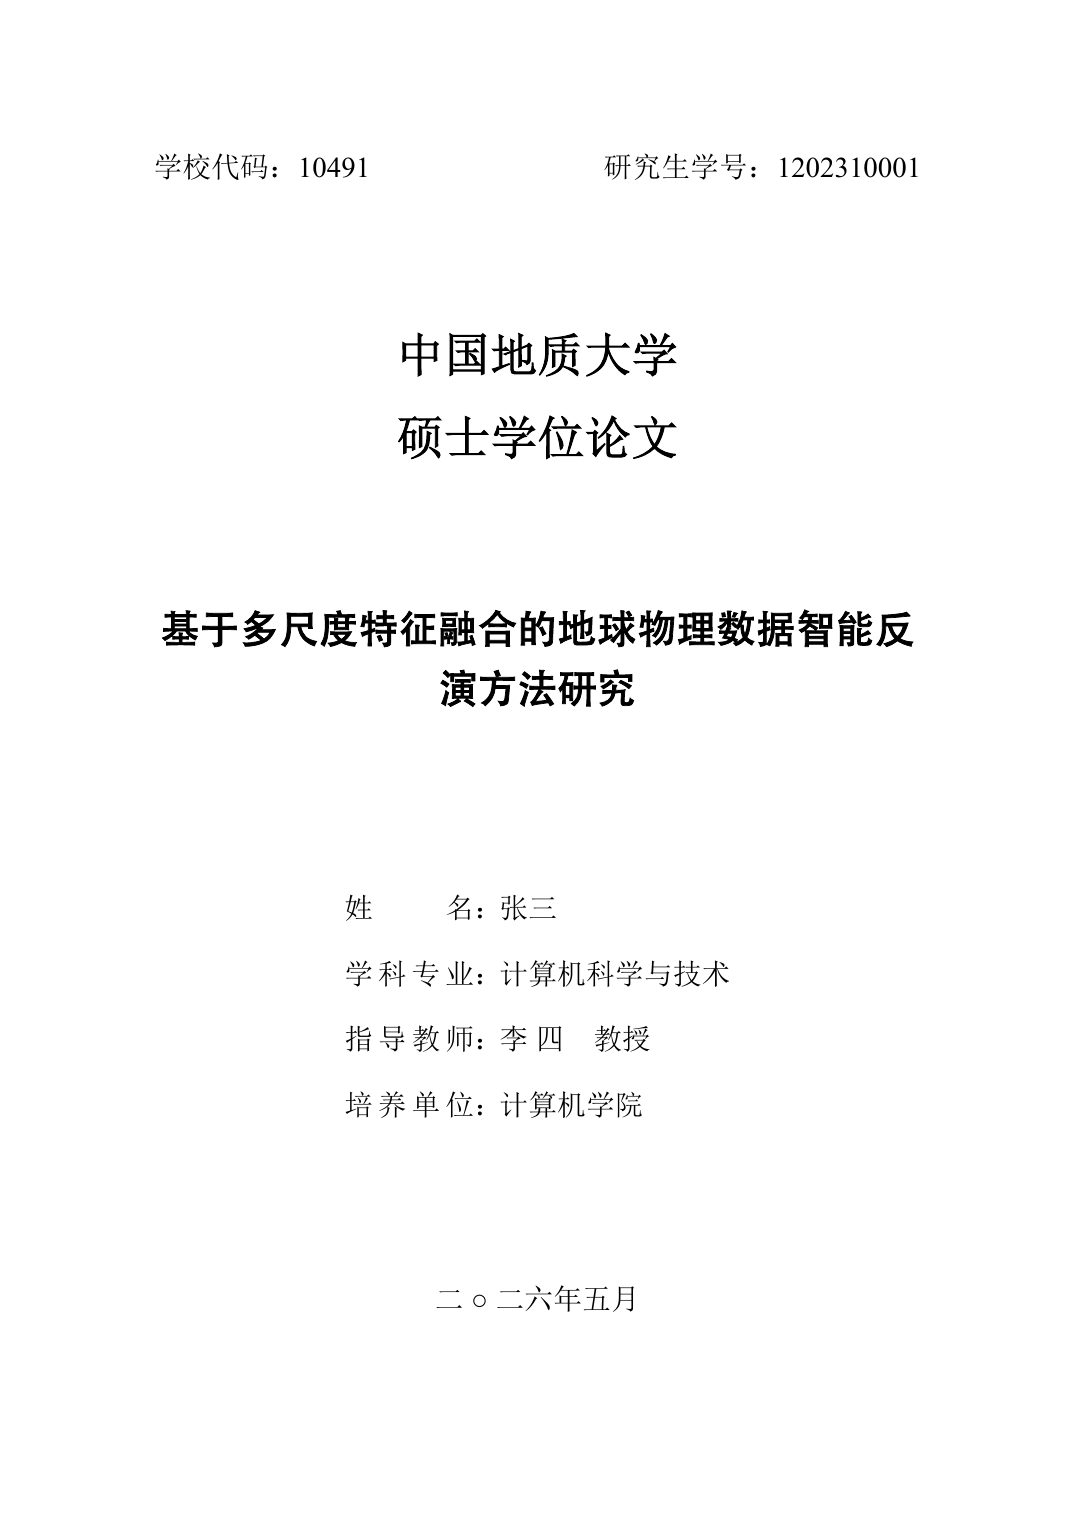 学校代码：10491 研究生学号：1202310001
中国地质大学
硕士学位论文
基于多尺度特征融合的地球物理数据智能反
演方法研究
姓 名：张三
学科专业：计算机科学与技术
指导教师：李 四 教授
培养单位：计算机学院
二○二六年五月